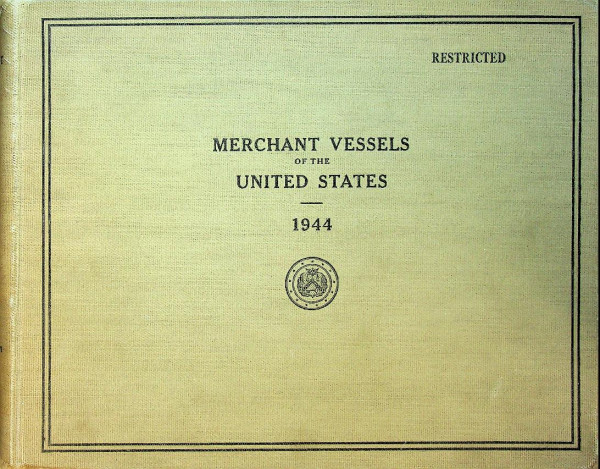 RESTRICTED
MERCHANT VESSELS
OF THE
UNITED STATES
1944